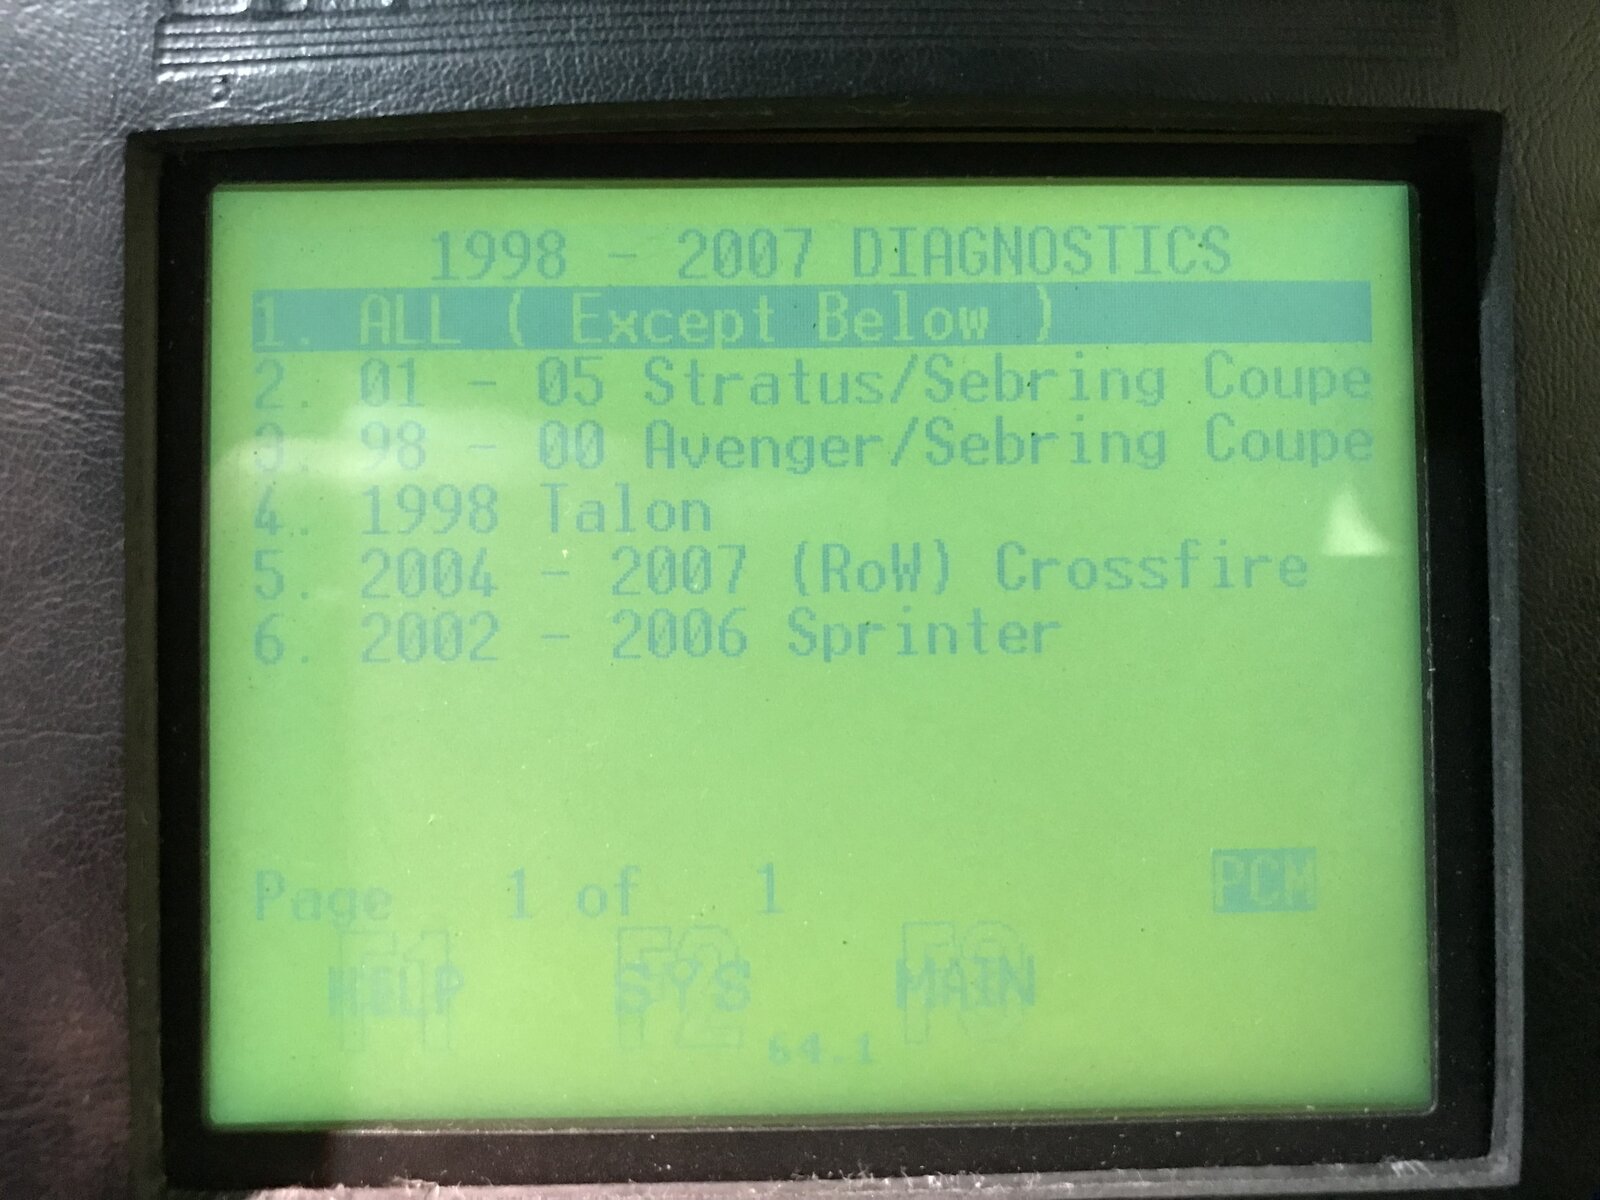 1998 - 2007 DIAGNOSTICS
1. ALL ( Except Below )
2. 01 - 05 Stratus/Sebring Coupe
3. 98 - 00 Avenger/Sebring Coupe
4. 1998 Talon
5. 2004 - 2007 (RoW) Crossfire
6. 2002 - 2006 Sprinter
Page 1 of 1 PCM
F1 F2 F3
HELP SYS MAIN
64.1